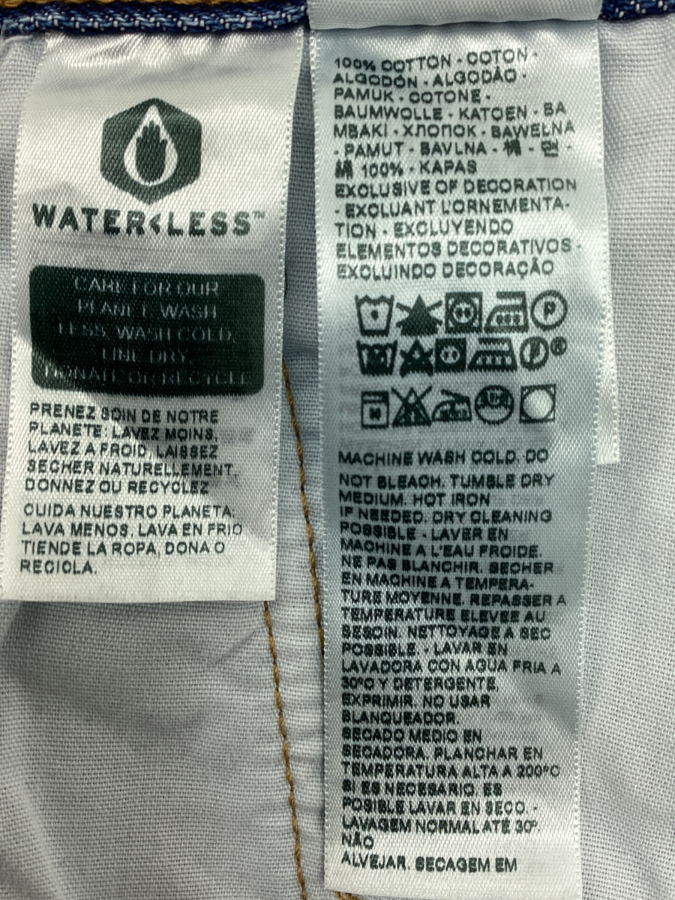 WATER<LESS™
CARE FOR OUR
PLANET. WASH
LESS, WASH COLD,
LINE DRY,
DONATE OR RECYCLE
PRENEZ SOIN DE NOTRE
PLANETE: LAVEZ MOINS,
LAVEZ A FROID, LAISSEZ
SECHER NATURELLEMENT,
DONNEZ OU RECYCLEZ
CUIDA NUESTRO PLANETA:
LAVA MENOS, LAVA EN FRIO
TIENDE LA ROPA, DONA O
RECICLA.
100% COTTON - COTON -
ALGODÓN - ALGODÃO -
PAMUK - COTONE -
BAUMWOLLE - KATOEN - BA
MBAKI - ХЛОПОК - BAWEŁNA
- PAMUT - BAVLNA - 棉 - 면 -
綿 100% - KAPAS
EXCLUSIVE OF DECORATION
- EXCLUANT L'ORNEMENTA-
TION - EXCLUYENDO
ELEMENTOS DECORATIVOS -
EXCLUINDO DECORAÇÃO
MACHINE WASH COLD. DO
NOT BLEACH. TUMBLE DRY
MEDIUM. HOT IRON
IF NEEDED. DRY CLEANING
POSSIBLE - LAVER EN
MACHINE A L'EAU FROIDE.
NE PAS BLANCHIR. SECHER
EN MACHINE A TEMPERA-
TURE MOYENNE. REPASSER A
TEMPERATURE ELEVEE AU
BESOIN. NETTOYAGE A SEC
POSSIBLE. - LAVAR EN
LAVADORA CON AGUA FRIA A
30ºC Y DETERGENTE.
EXPRIMIR. NO USAR
BLANQUEADOR.
SECADO MEDIO EN
SECADORA. PLANCHAR EN
TEMPERATURA ALTA A 200ºC
SI ES NECESARIO. ES
POSIBLE LAVAR EN SECO. -
LAVAGEM NORMAL ATÉ 30º.
NÃO
ALVEJAR. SECAGEM EM